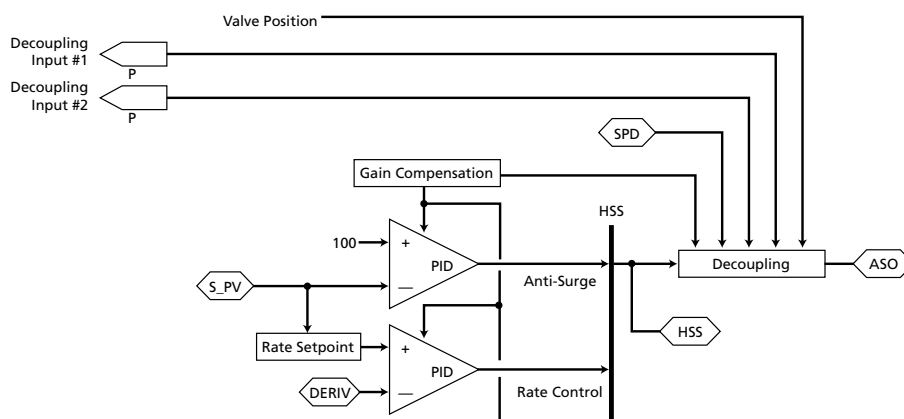 Valve Position
Decoupling
Input #1
P
Decoupling
Input #2
P
SPD
Gain Compensation
HSS
100
+
PID
—
Anti-Surge
Decoupling
ASO
S_PV
HSS
Rate Setpoint
+
PID
—
DERIV
Rate Control